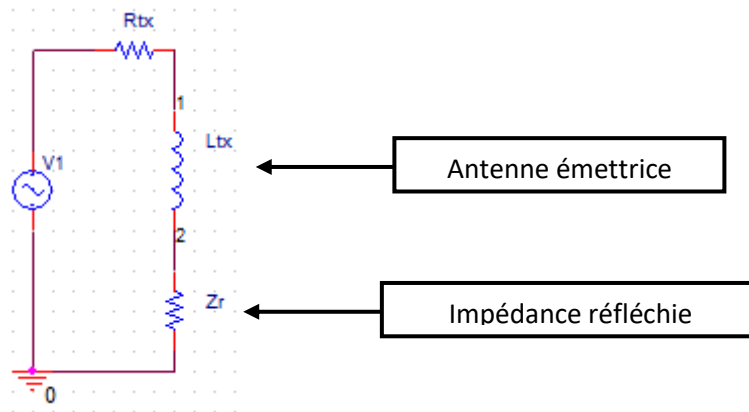 Rtx
1
Ltx
V1
Antenne émettrice
2
Zr
Impédance réfléchie
0